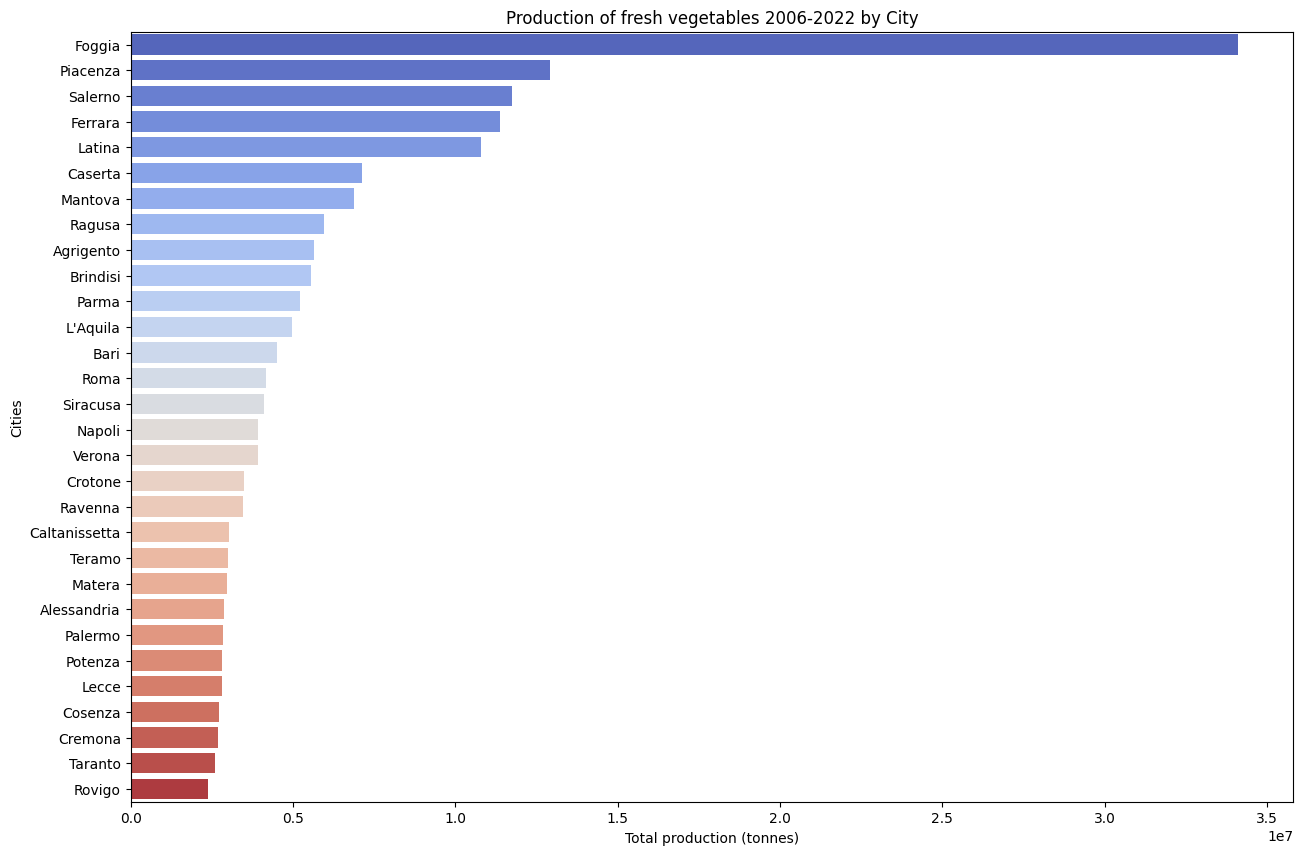 Production of fresh vegetables 2006-2022 by City
Cities
Foggia
Piacenza
Salerno
Ferrara
Latina
Caserta
Mantova
Ragusa
Agrigento
Brindisi
Parma
L'Aquila
Bari
Roma
Siracusa
Napoli
Verona
Crotone
Ravenna
Caltanissetta
Teramo
Matera
Alessandria
Palermo
Potenza
Lecce
Cosenza
Cremona
Taranto
Rovigo
0.0 0.5 1.0 1.5 2.0 2.5 3.0 3.5
1e7
Total production (tonnes)